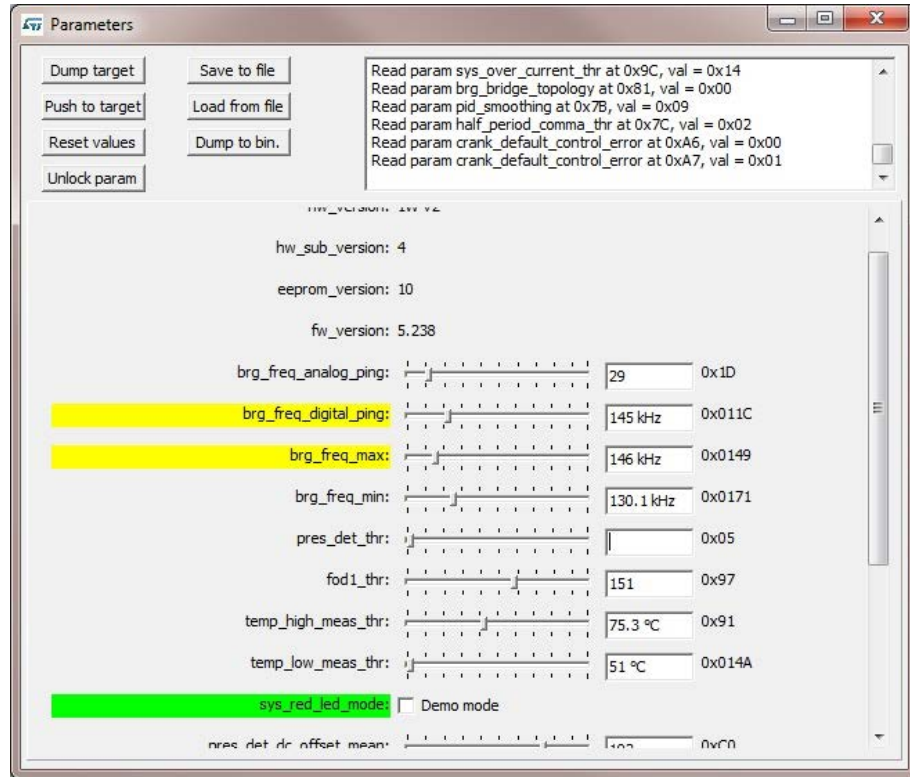 Parameters
Dump target
Save to file
Push to target
Load from file
Reset values
Dump to bin.
Unlock param
Read param sys_over_current_thr at 0x9C, val = 0x14
Read param brg_bridge_topology at 0x81, val = 0x00
Read param pid_smoothing at 0x7B, val = 0x09
Read param half_period_comma_thr at 0x7C, val = 0x02
Read param crank_default_control_error at 0xA6, val = 0x00
Read param crank_default_control_error at 0xA7, val = 0x01
hw_version: 1W V2
hw_sub_version: 4
eeprom_version: 10
fw_version: 5.238
brg_freq_analog_ping: 29 0x1D
brg_freq_digital_ping: 145 kHz 0x011C
brg_freq_max: 146 kHz 0x0149
brg_freq_min: 130.1 kHz 0x0171
pres_det_thr: 0x05
fod1_thr: 151 0x97
temp_high_meas_thr: 75.3 °C 0x91
temp_low_meas_thr: 51 °C 0x014A
sys_red_led_mode: Demo mode
pres_det_dc_offset_mean: 0xC0